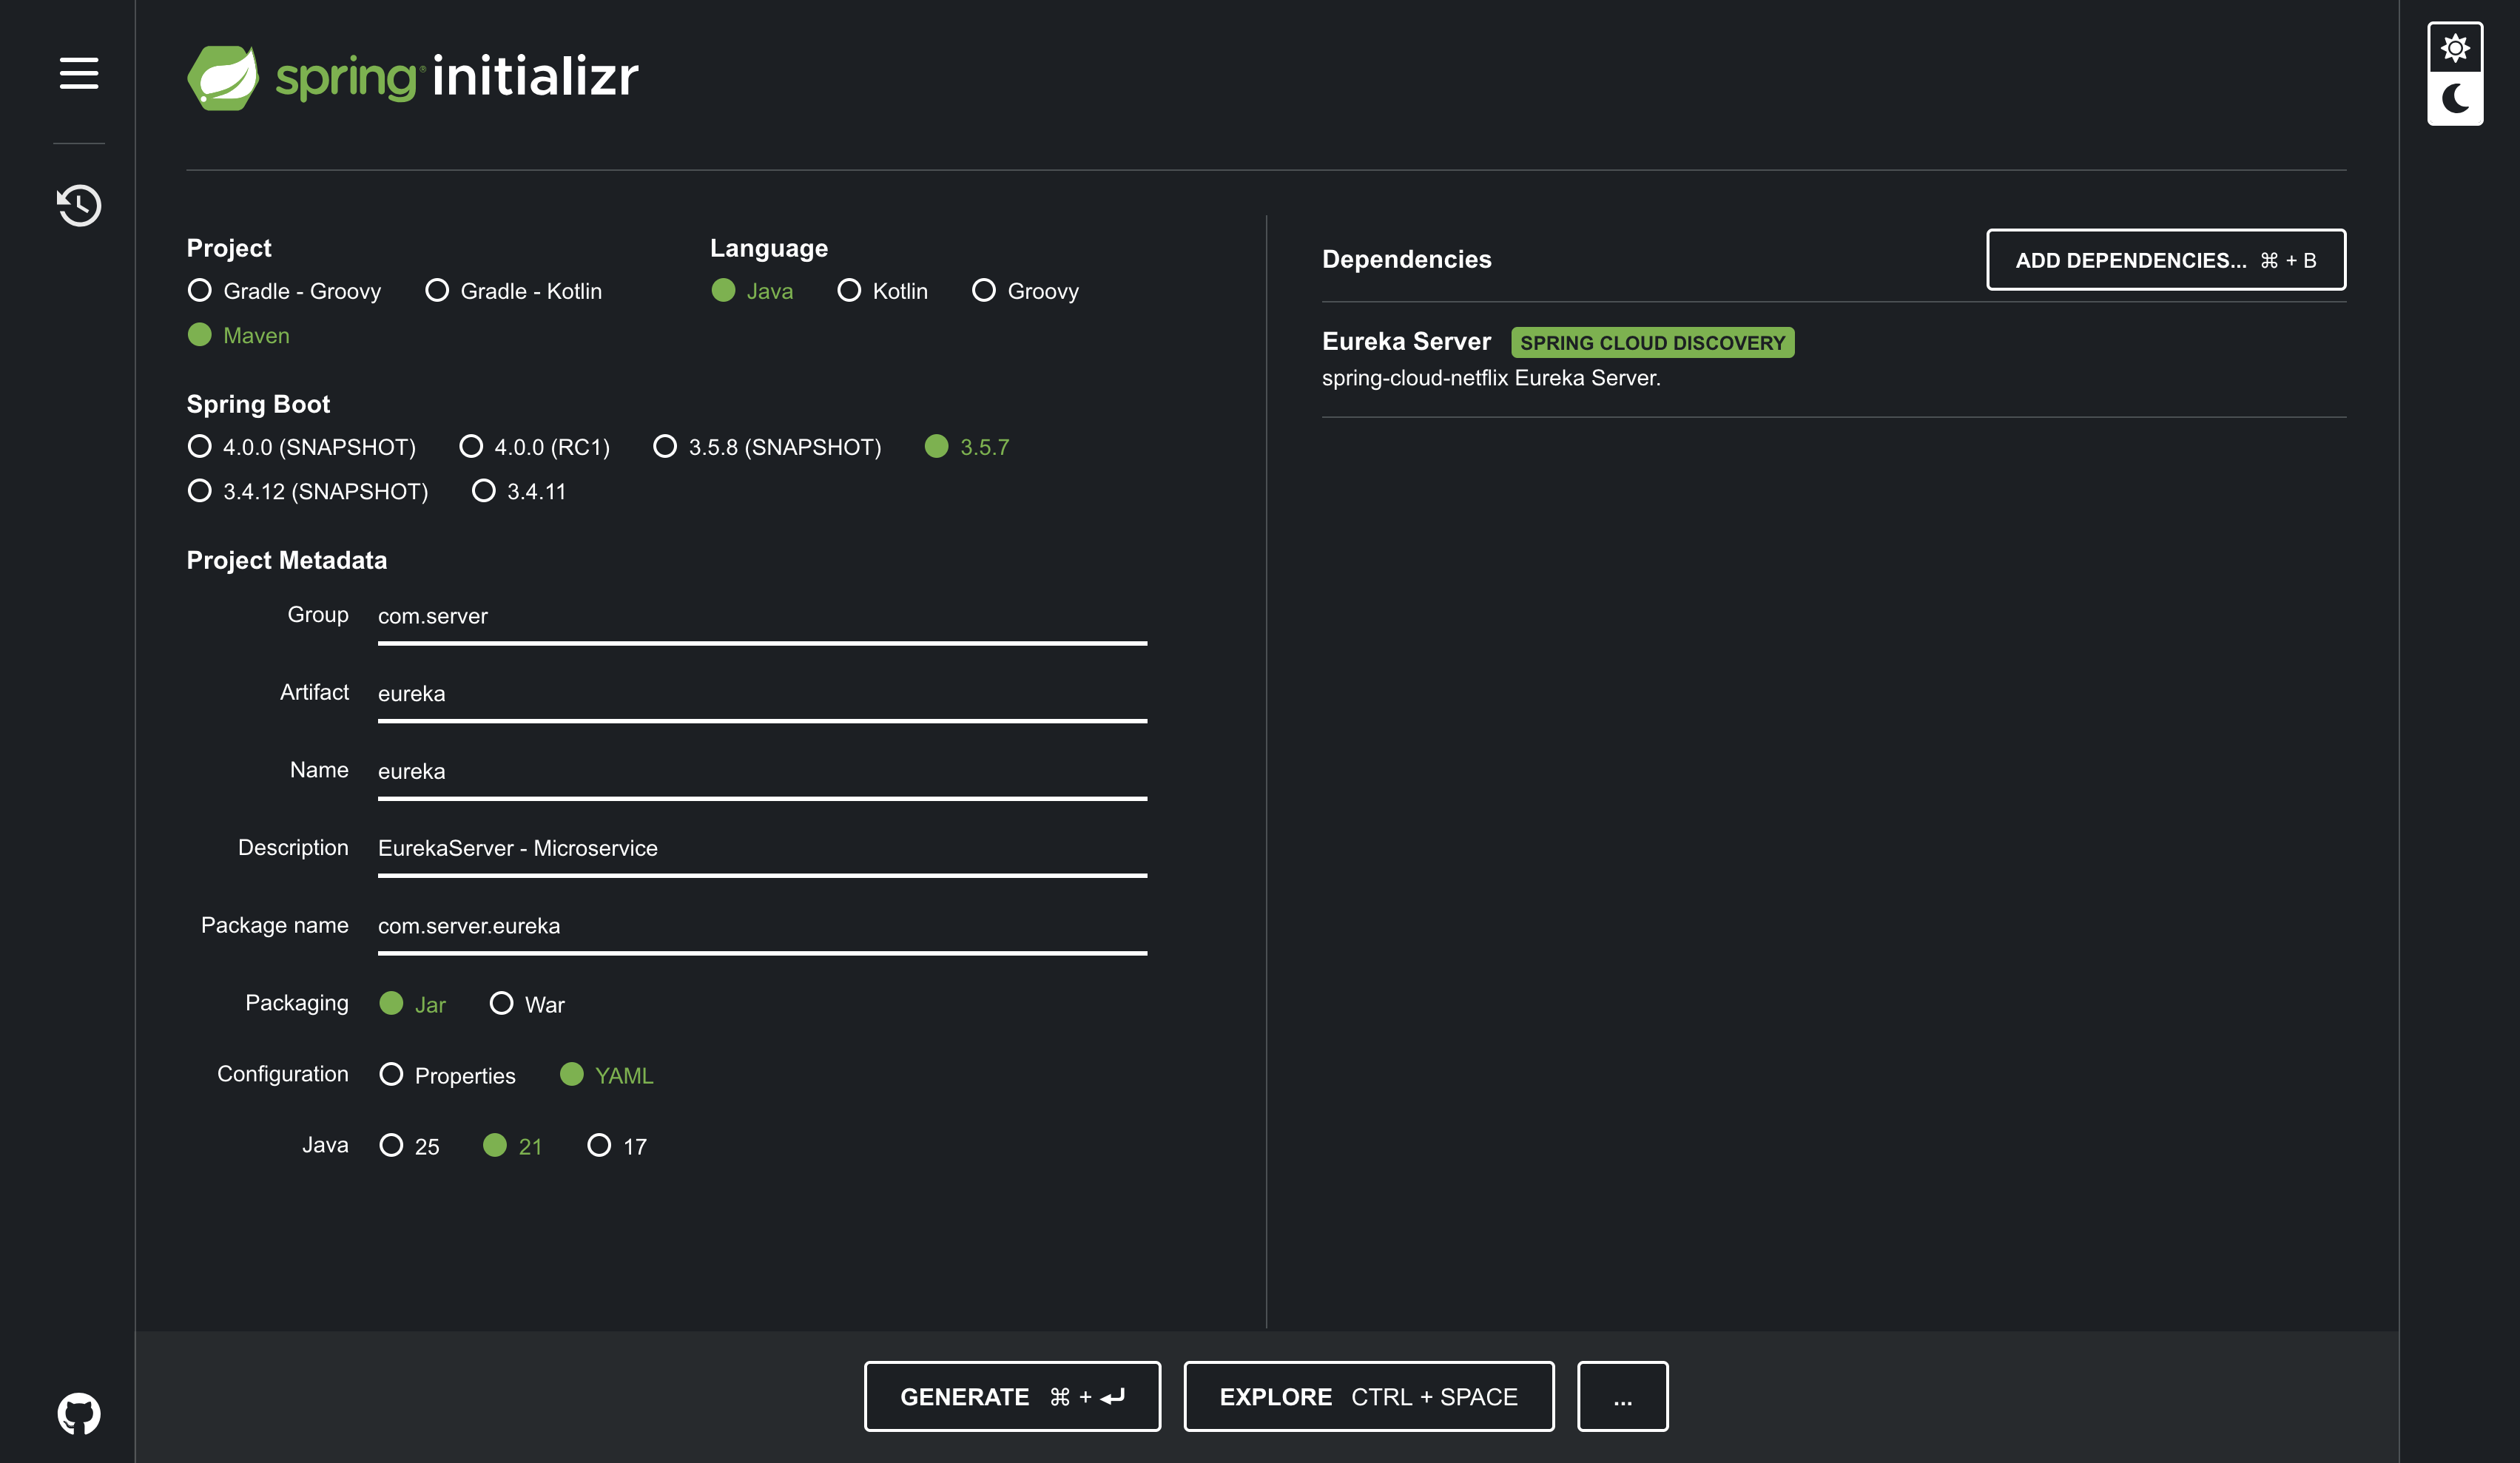 spring initializr
Project
Gradle - Groovy Gradle - Kotlin
Maven
Language
Java Kotlin Groovy
Spring Boot
4.0.0 (SNAPSHOT) 4.0.0 (RC1) 3.5.8 (SNAPSHOT) 3.5.7
3.4.12 (SNAPSHOT) 3.4.11
Project Metadata
Group com.server
Artifact eureka
Name eureka
Description EurekaServer - Microservice
Package name com.server.eureka
Packaging Jar War
Configuration Properties YAML
Java 25 21 17
Dependencies
ADD DEPENDENCIES... ⌘ + B
Eureka Server SPRING CLOUD DISCOVERY
spring-cloud-netflix Eureka Server.
GENERATE ⌘ + ⏎
EXPLORE CTRL + SPACE
...